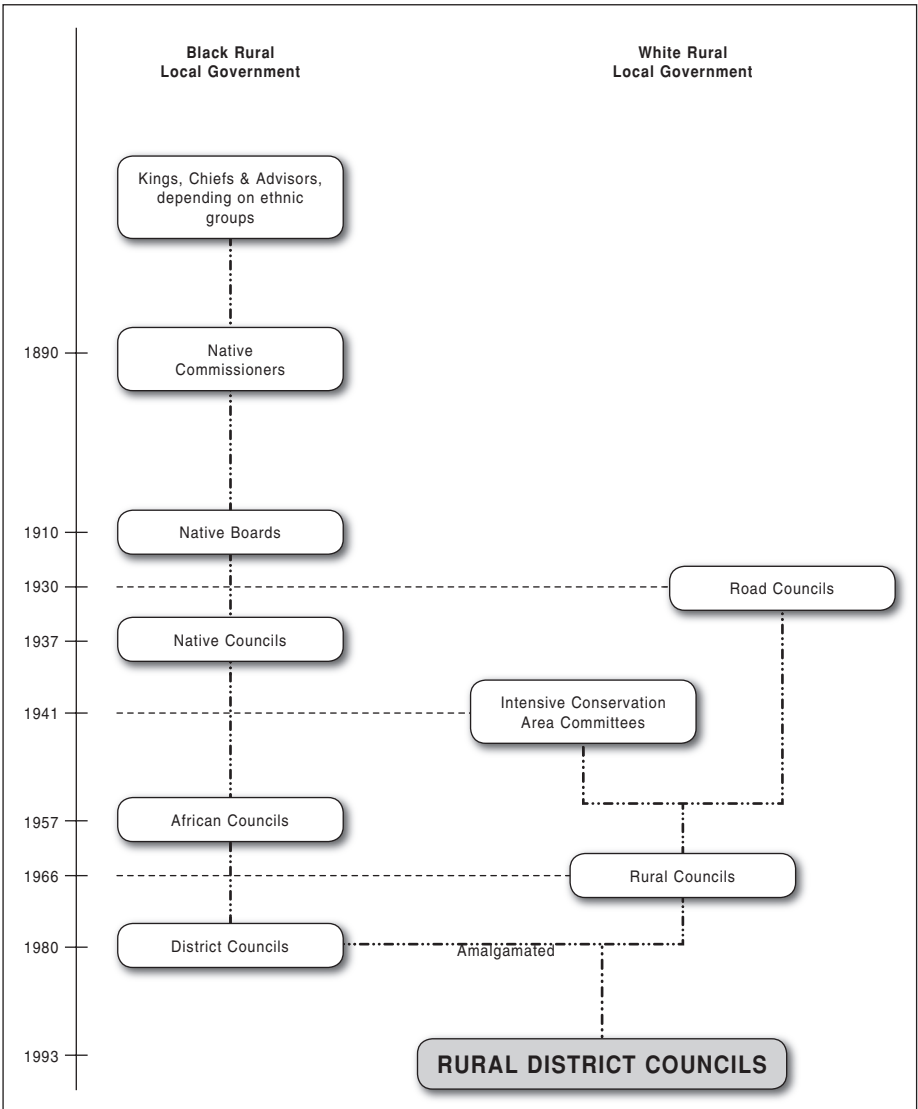 Black Rural
Local Government
White Rural
Local Government
Kings, Chiefs & Advisors,
depending on ethnic
groups
1890
Native
Commissioners
1910
Native Boards
1930
Road Councils
1937
Native Councils
1941
Intensive Conservation
Area Committees
1957
African Councils
1966
Rural Councils
1980
District Councils
Amalgamated
1993
RURAL DISTRICT COUNCILS